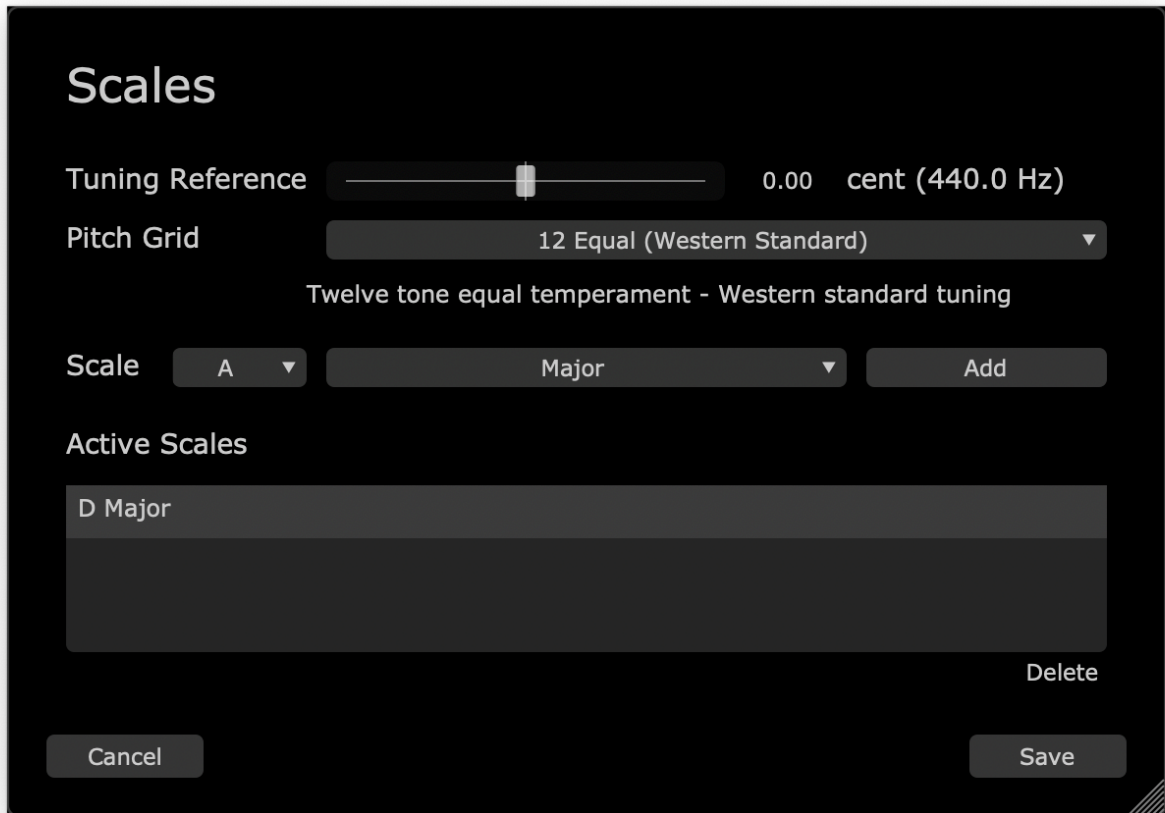 Scales
Tuning Reference 0.00 cent (440.0 Hz)
Pitch Grid 12 Equal (Western Standard)
Twelve tone equal temperament - Western standard tuning
Scale A Major Add
Active Scales
D Major
Delete
Cancel Save